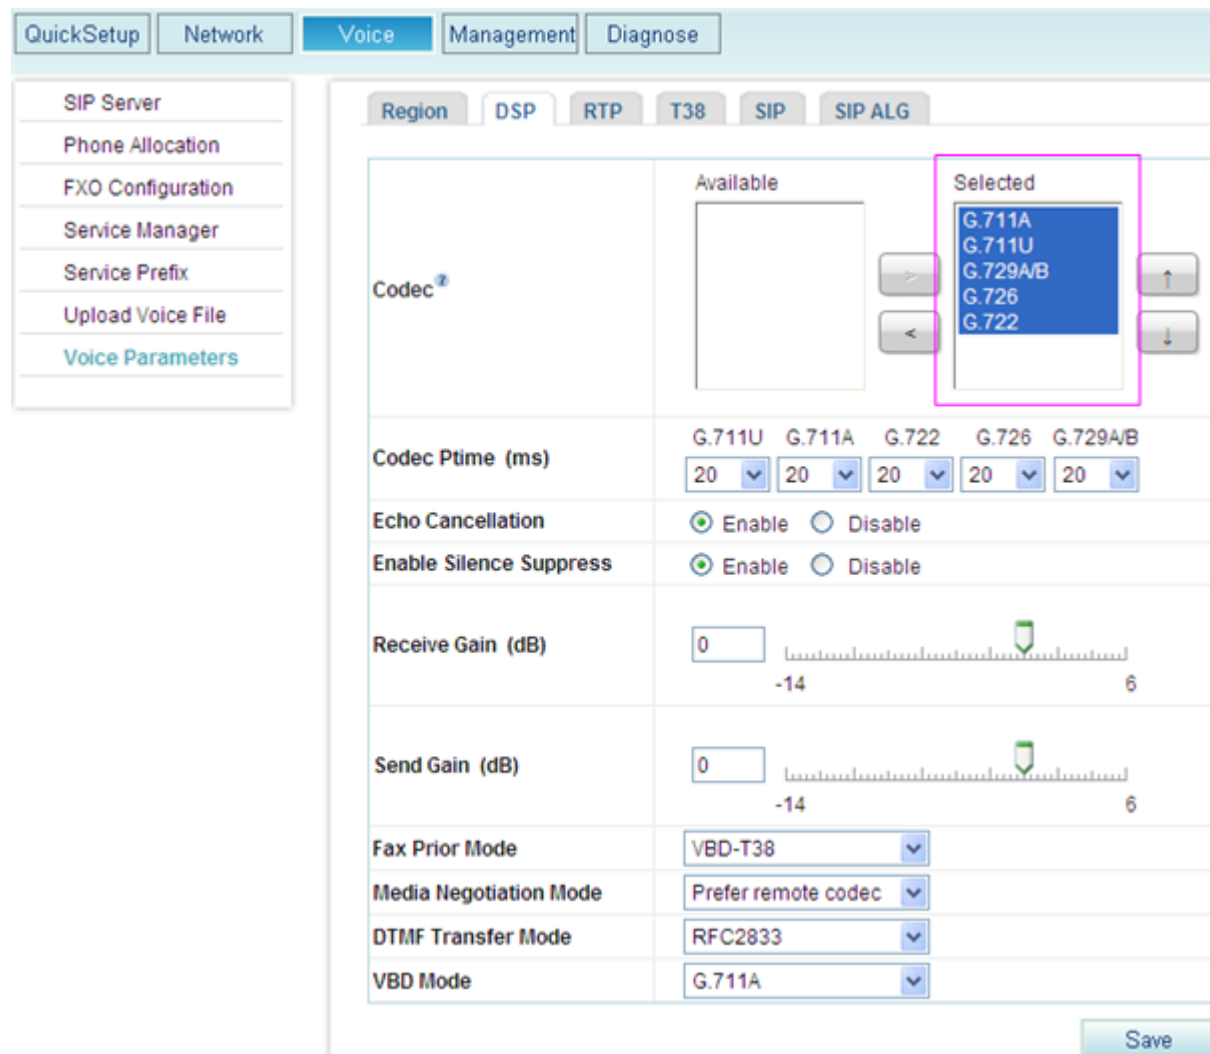 QuickSetup Network Voice Management Diagnose
SIP Server
Phone Allocation
FXO Configuration
Service Manager
Service Prefix
Upload Voice File
Voice Parameters
Region DSP RTP T38 SIP SIP ALG
Available Selected
Codec ?
> <
G.711A
G.711U
G.729A/B
G.726
G.722
↑ ↓
G.711U G.711A G.722 G.726 G.729A/B
Codec Ptime (ms) 20 20 20 20 20
Echo Cancellation Enable Disable
Enable Silence Suppress Enable Disable
Receive Gain (dB) 0
-14 6
Send Gain (dB) 0
-14 6
Fax Prior Mode VBD-T38
Media Negotiation Mode Prefer remote codec
DTMF Transfer Mode RFC2833
VBD Mode G.711A
Save